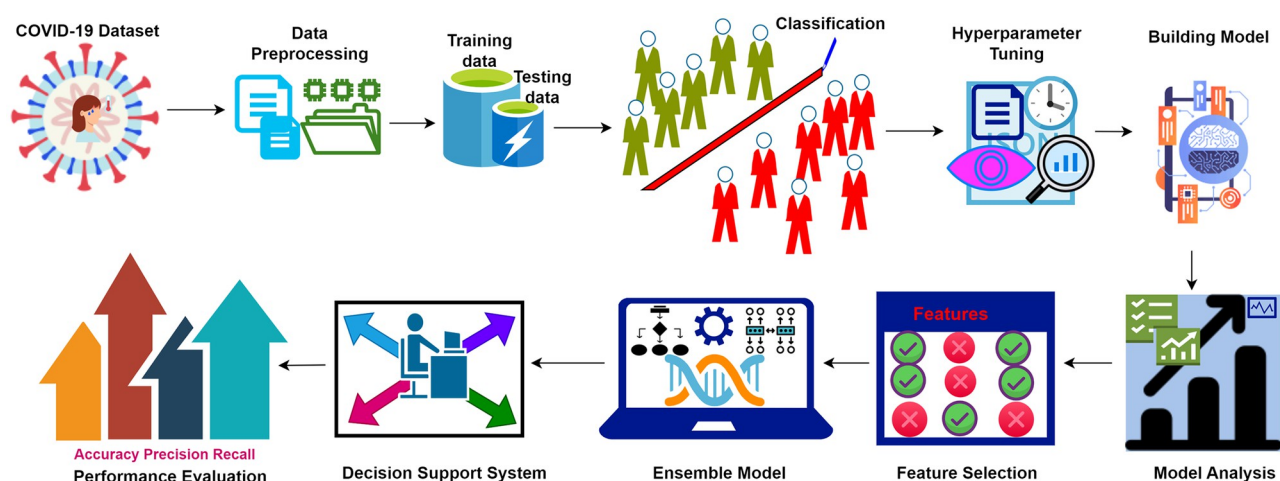 COVID-19 Dataset
Data
Preprocessing
Training
data
Testing
data
Classification
Hyperparameter
Tuning
JSON
Building Model
Features
Accuracy Precision Recall
Performance Evaluation
Decision Support System
Ensemble Model
Feature Selection
Model Analysis